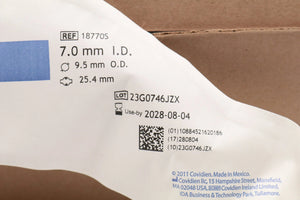 REF 18770S
7.0 mm I.D.
9.5 mm O.D.
25.4 mm
LOT 23G0746JZX
Use-by 2028-08-04
(01)10884521620186
(17)280804
(10)23G0746JZX
© 2011 Covidien. Made in Mexico.
Covidien llc, 15 Hampshire Street, Mansfield,
MA 02048 USA. Covidien Ireland Limited,
IDA Business & Technology Park, Tullamore.